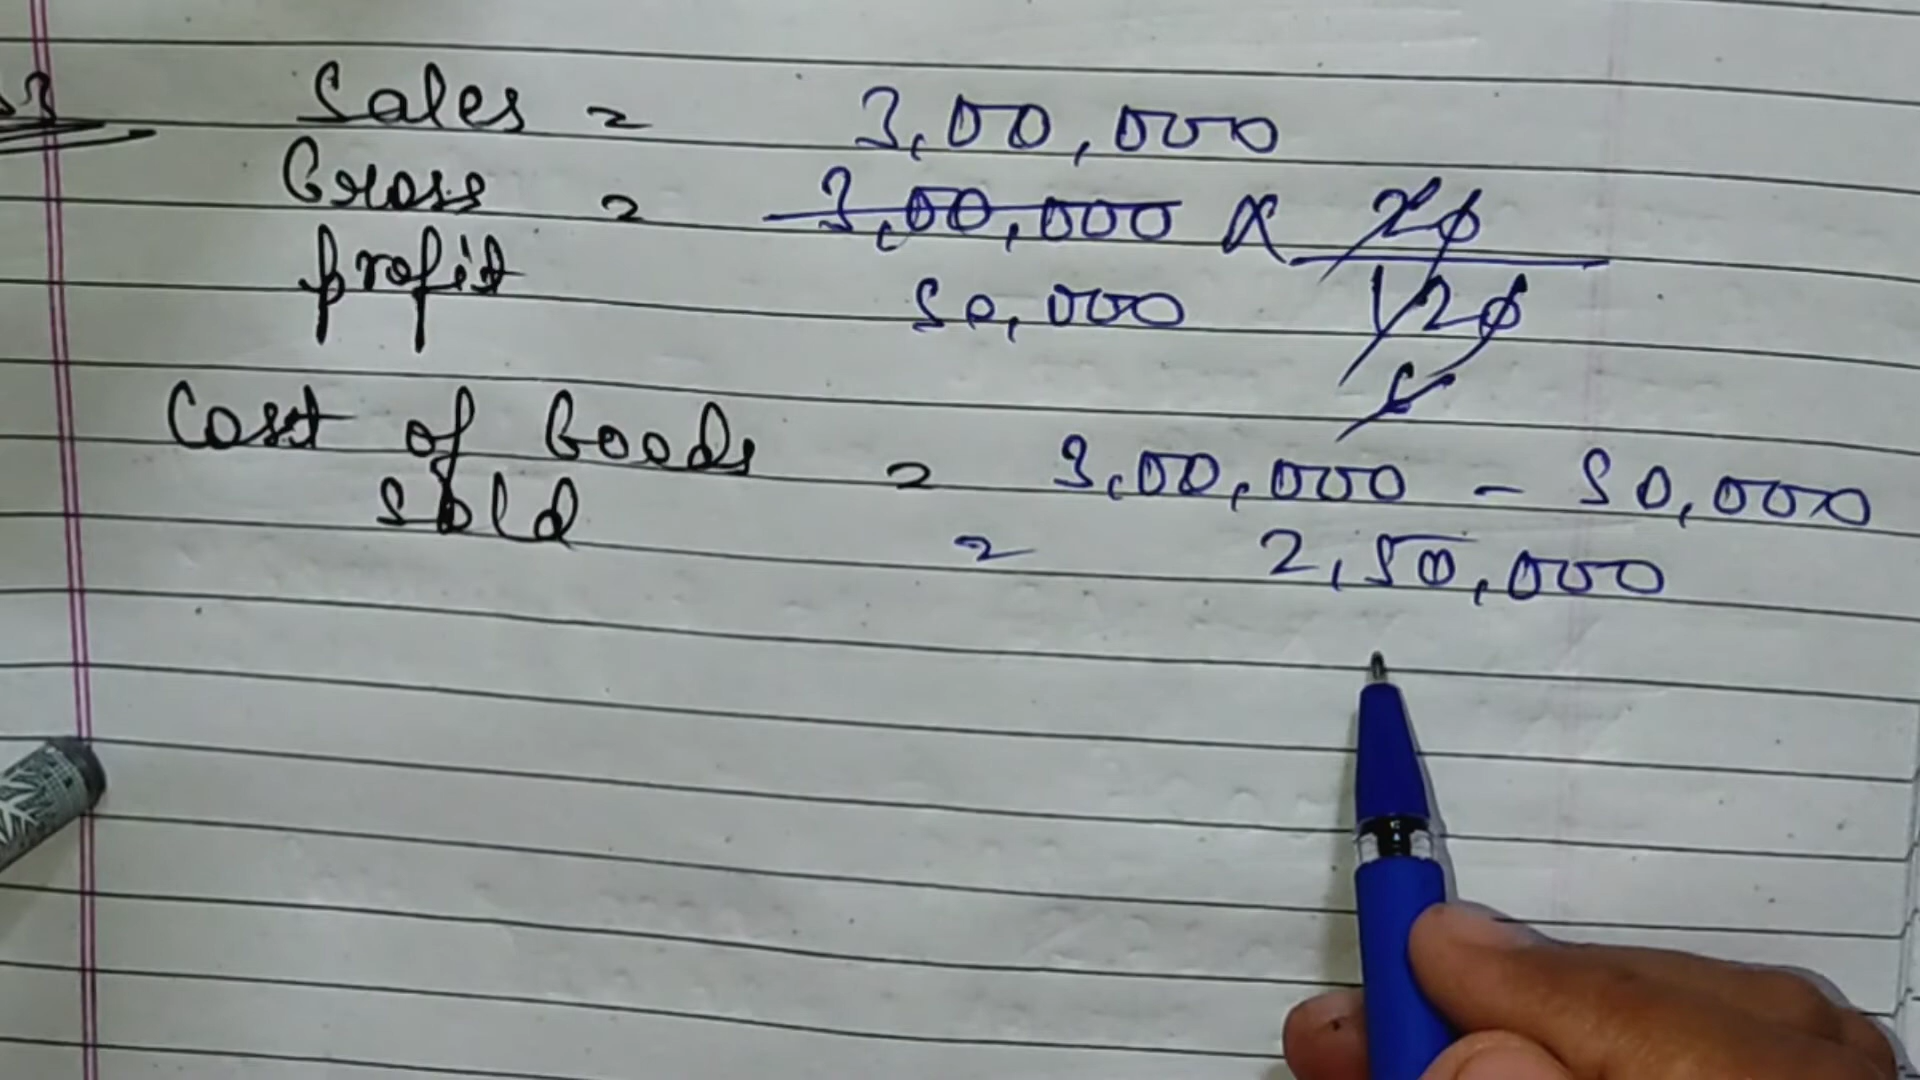 Sales = 3,00,000
Gross profit = 3,00,000 × 20/120
50,000
6
Cost of Goods sold = 3,00,000 - 50,000
= 2,50,000